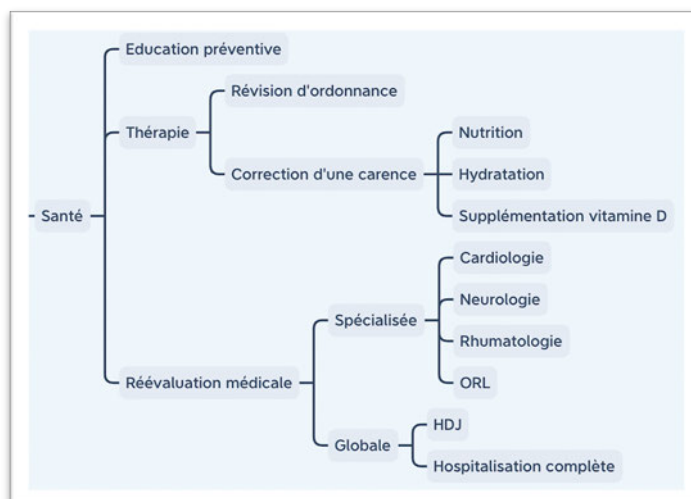 Education préventive
Révision d'ordonnance
Thérapie
Nutrition
Correction d'une carence
Hydratation
Supplémentation vitamine D
Santé
Cardiologie
Neurologie
Spécialisée
Rhumatologie
Réévaluation médicale
ORL
HDJ
Globale
Hospitalisation complète